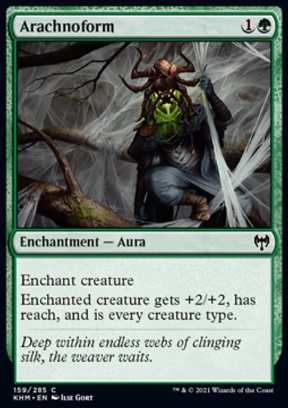 Arachnoform 1
Enchantment — Aura
Enchant creature
Enchanted creature gets +2/+2, has
reach, and is every creature type.
Deep within endless webs of clinging
silk, the weaver waits.
159/285 C
KHM • EN Ilse Gort
™ & © 2021 Wizards of the Coast